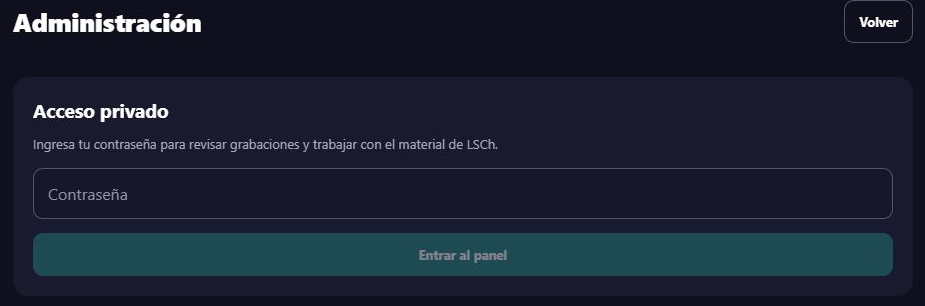 Administración
Volver
Acceso privado
Ingresa tu contraseña para revisar grabaciones y trabajar con el material de LSCh.
Contraseña
Entrar al panel